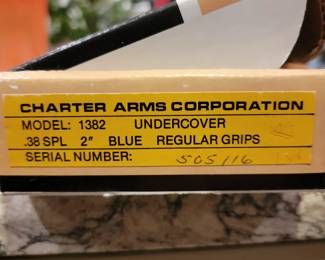 CHARTER ARMS CORPORATION
MODEL: 1382 UNDERCOVER
.38 SPL 2" BLUE REGULAR GRIPS
SERIAL NUMBER: 505116